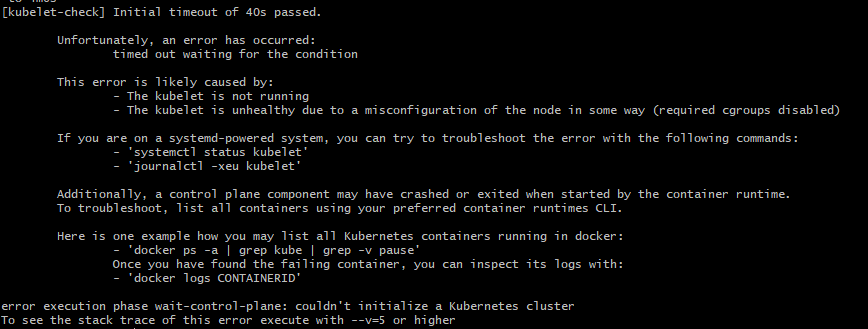 [kubelet-check] Initial timeout of 40s passed.
Unfortunately, an error has occurred:
timed out waiting for the condition
This error is likely caused by:
- The kubelet is not running
- The kubelet is unhealthy due to a misconfiguration of the node in some way (required cgroups disabled)
If you are on a systemd-powered system, you can try to troubleshoot the error with the following commands:
- 'systemctl status kubelet'
- 'journalctl -xeu kubelet'
Additionally, a control plane component may have crashed or exited when started by the container runtime.
To troubleshoot, list all containers using your preferred container runtimes CLI.
Here is one example how you may list all Kubernetes containers running in docker:
- 'docker ps -a | grep kube | grep -v pause'
Once you have found the failing container, you can inspect its logs with:
- 'docker logs CONTAINERID'
error execution phase wait-control-plane: couldn't initialize a Kubernetes cluster
To see the stack trace of this error execute with --v=5 or higher